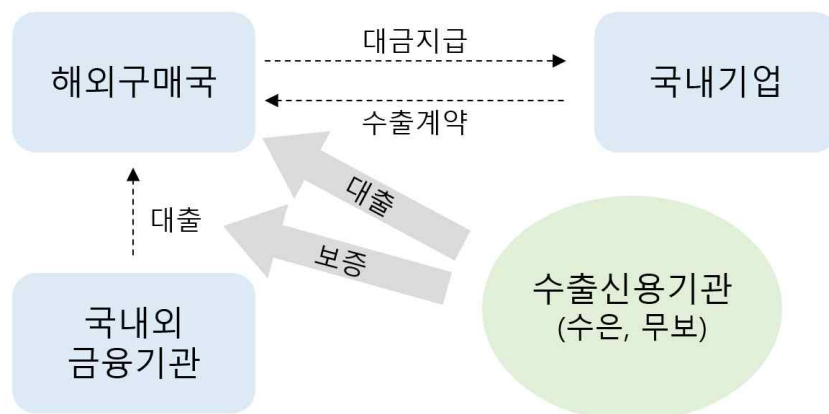 해외구매국
대금지급
국내기업
수출계약
대출
대출
보증
국내외
금융기관
수출신용기관
(수은, 무보)